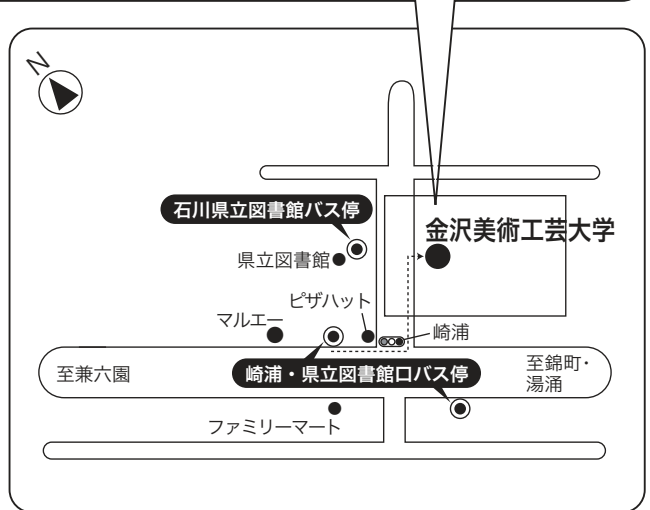 N
石川県立図書館バス停
金沢美術工芸大学
県立図書館
ピザハット
マルエー
崎浦
至兼六園
崎浦・県立図書館口バス停
至錦町・
湯涌
ファミリーマート